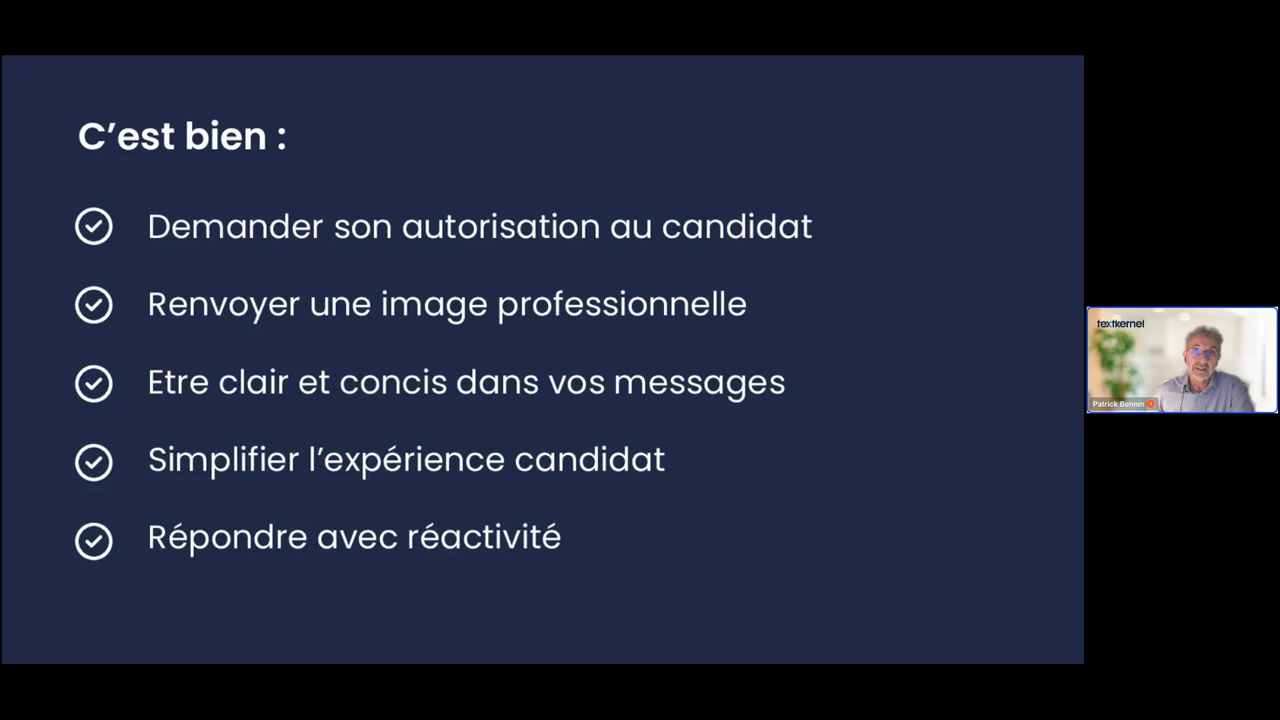 C’est bien :
Demander son autorisation au candidat
Renvoyer une image professionnelle
Etre clair et concis dans vos messages
Simplifier l’expérience candidat
Répondre avec réactivité
textkernel
Patrick Bonnin